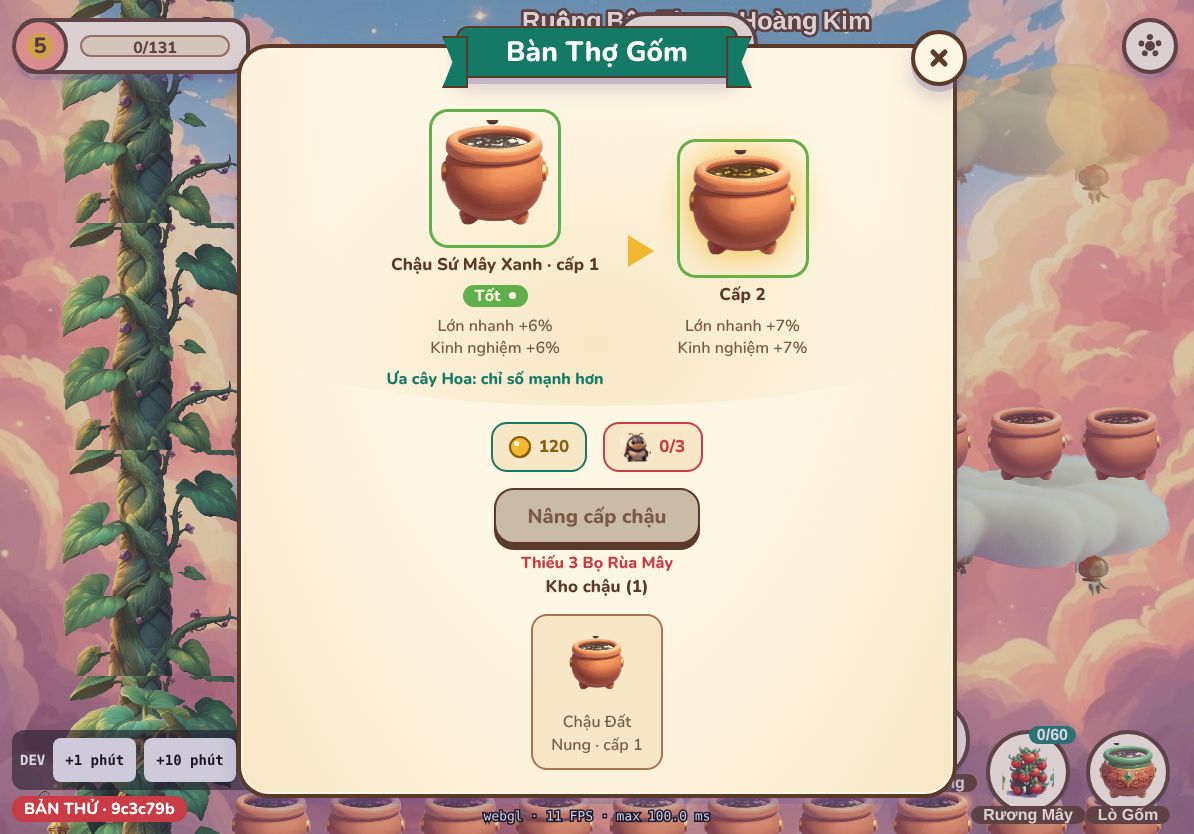 5
0/131
Hoàng Kim
Bàn Thợ Gốm
Chậu Sứ Mây Xanh · cấp 1
Tốt
Lớn nhanh +6%
Kinh nghiệm +6%
Ưa cây Hoa: chỉ số mạnh hơn
Cấp 2
Lớn nhanh +7%
Kinh nghiệm +7%
120
0/3
Nâng cấp chậu
Thiếu 3 Bọ Rùa Mây
Kho chậu (1)
Chậu Đất
Nung · cấp 1
DEV +1 phút +10 phút
BẢN THỬ · 9c3c79b
webgl · 11 FPS · max 100.0 ms
0/60
Rương Mây
Lò Gốm